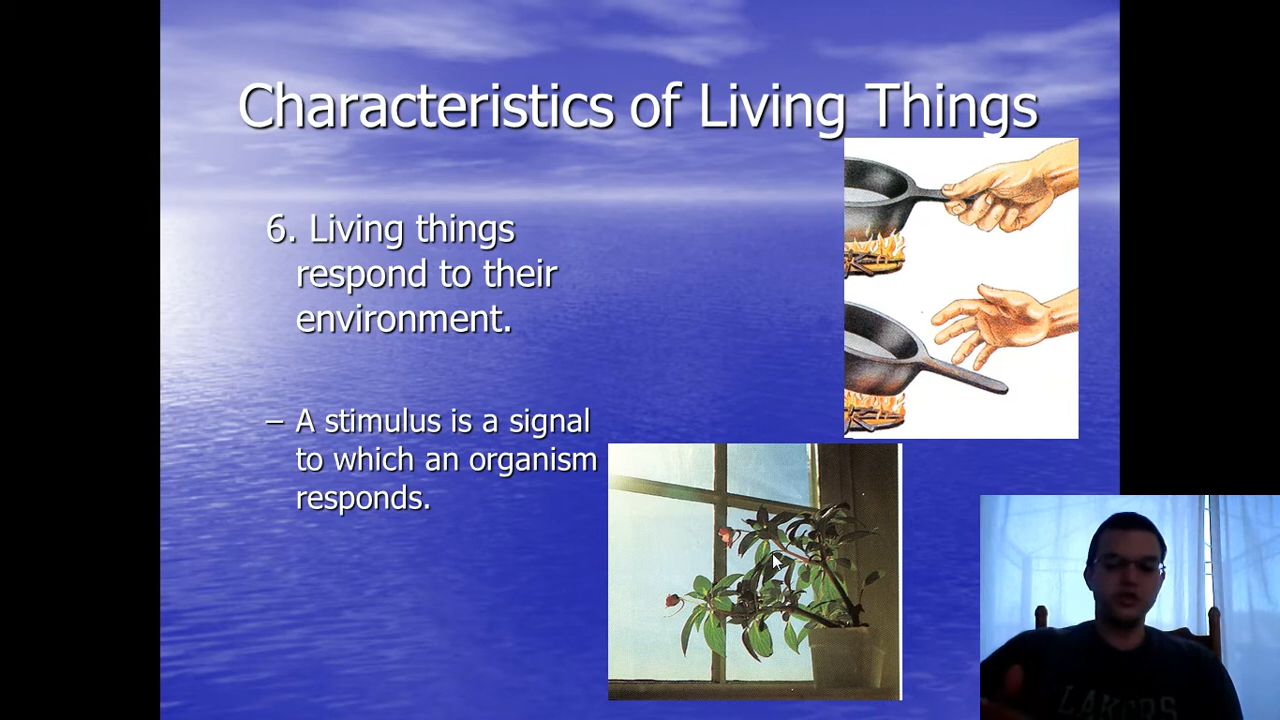 Characteristics of Living Things
6. Living things
respond to their
environment.
– A stimulus is a signal
to which an organism
responds.
LAKERS